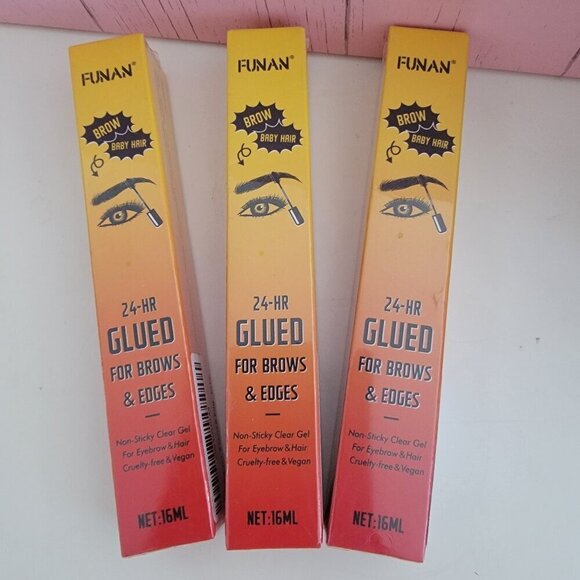 FUNAN®
BROW
BABY HAIR
24-HR
GLUED
FOR BROWS
& EDGES
Non-Sticky Clear Gel
For Eyebrow & Hair
Cruelty-free & Vegan
NET:16ML
FUNAN®
BROW
BABY HAIR
24-HR
GLUED
FOR BROWS
& EDGES
Non-Sticky Clear Gel
For Eyebrow & Hair
Cruelty-free & Vegan
NET:16ML
FUNAN®
BROW
BABY HAIR
24-HR
GLUED
FOR BROWS
& EDGES
Non-Sticky Clear Gel
For Eyebrow & Hair
Cruelty-free & Vegan
NET:16ML